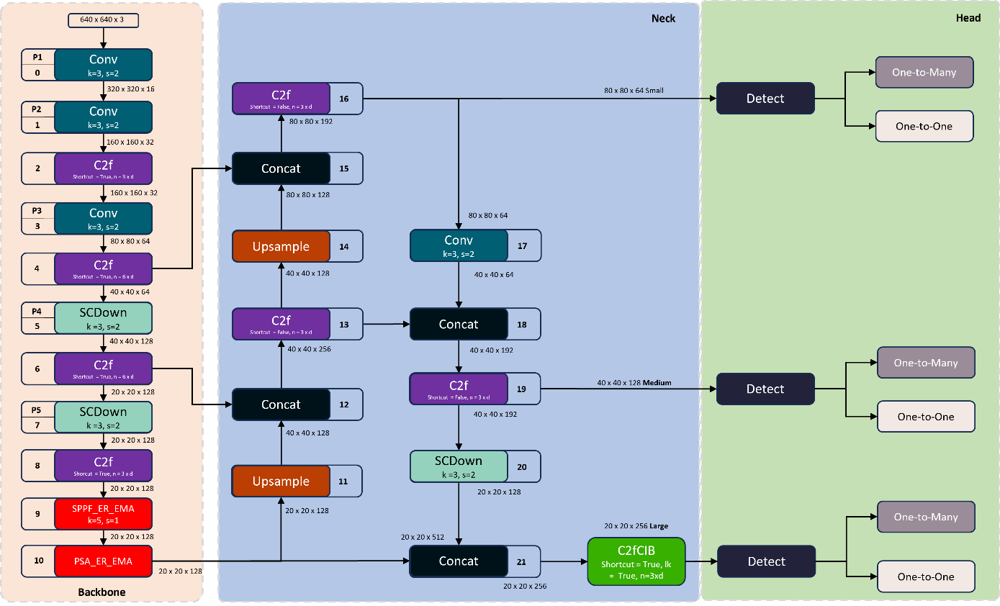 640 x 640 x 3
P1
0
Conv
k=3, s=2
320 x 320 x 16
P2
1
Conv
k=3, s=2
160 x 160 x 32
2
C2f
Shortcut = True, n = 3 x d
160 x 160 x 32
P3
3
Conv
k=3, s=2
80 x 80 x 64
4
C2f
Shortcut = True, n = 6 x d
40 x 40 x 64
P4
5
SCDown
k =3, s=2
40 x 40 x 128
6
C2f
Shortcut = True, n = 6 x d
20 x 20 x 128
P5
7
SCDown
k =3, s=2
20 x 20 x 128
8
C2f
Shorcut = True, n = 3 x d
20 x 20 x 128
9
SPPF_ER_EMA
k=5, s=1
20 x 20 x 128
10
PSA_ER_EMA
20 x 20 x 128
Backbone
Neck
C2f
Shortcut = False, n = 3 x d
16
80 x 80 x 192
Concat
15
80 x 80 x 128
Upsample
14
40 x 40 x 128
C2f
Shortcut = False, n = 3 x d
13
40 x 40 x 256
Concat
12
40 x 40 x 128
Upsample
11
20 x 20 x 128
80 x 80 x 64 Small
80 x 80 x 64
Conv
k=3, s=2
17
40 x 40 x 64
Concat
18
40 x 40 x 192
C2f
Shortcut = False, n = 3 x d
19
40 x 40 x 128 Medium
40 x 40 x 192
SCDown
k =3, s=2
20
20 x 20 x 128
20 x 20 x 512
Concat
21
20 x 20 x 256
20 x 20 x 256 Large
C2fCIB
Shortcut = True, lk
= True, n=3xd
Head
Detect
One-to-Many
One-to-One
Detect
One-to-Many
One-to-One
Detect
One-to-Many
One-to-One